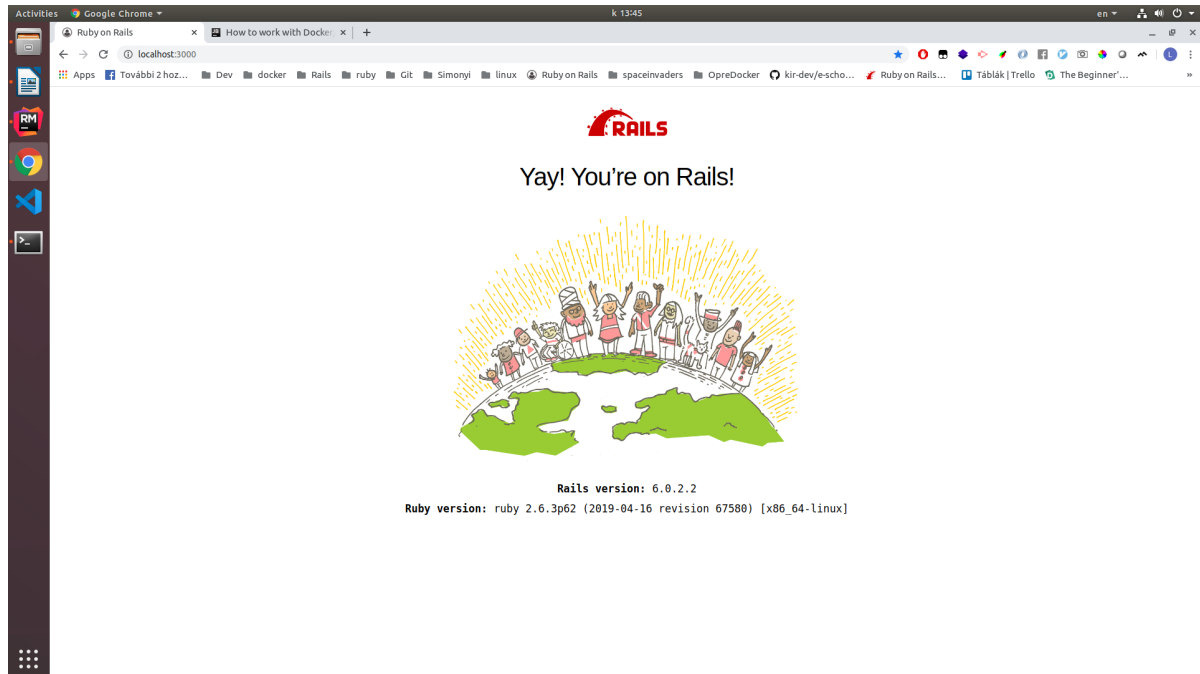 Activities Google Chrome k 13:45 en
Ruby on Rails How to work with Docker
localhost:3000 L
Apps További 2 hoz… Dev docker Rails ruby Git Simonyi linux Ruby on Rails spaceinvaders OpreDocker kir-dev/e-scho… Ruby on Rails… Táblák | Trello The Beginner'… »
RM
RAILS
Yay! You’re on Rails!
Rails version: 6.0.2.2
Ruby version: ruby 2.6.3p62 (2019-04-16 revision 67580) [x86_64-linux]